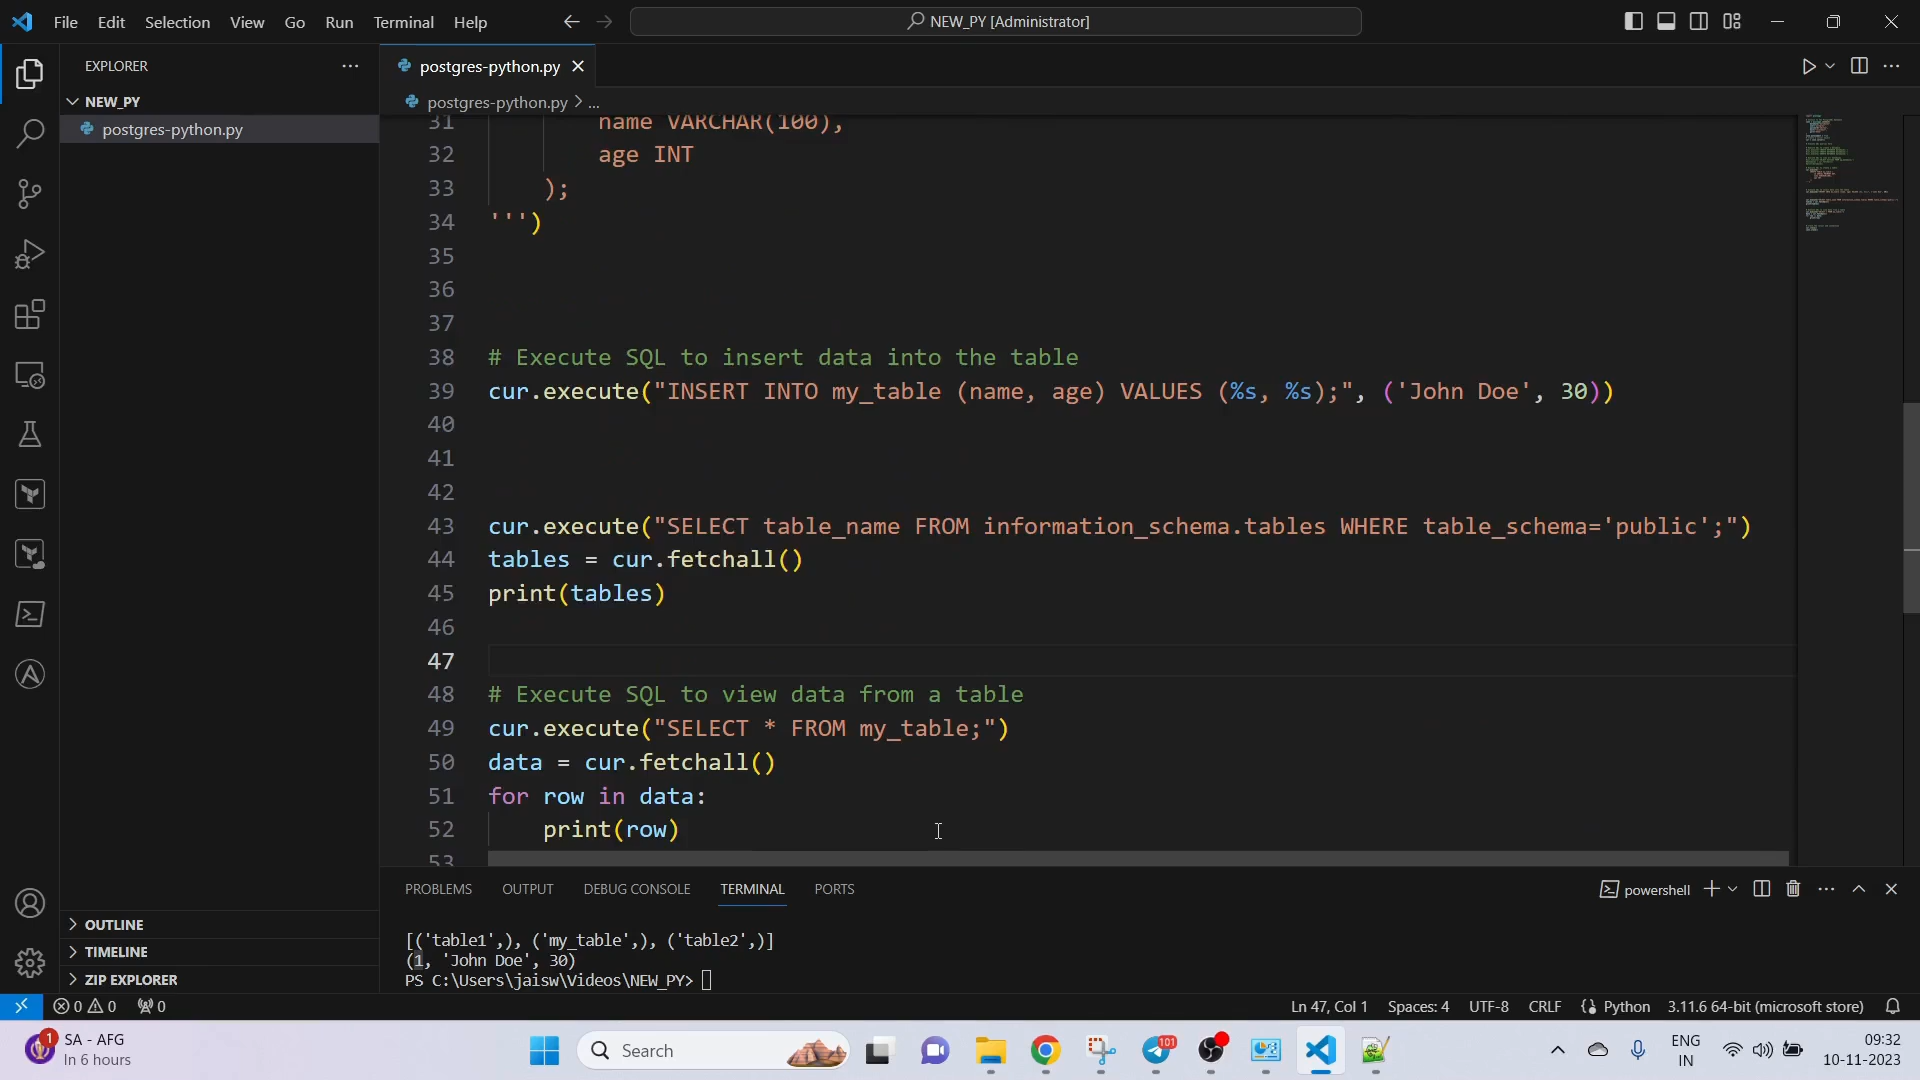 File Edit Selection View Go Run Terminal Help
NEW_PY [Administrator]
EXPLORER
NEW_PY
postgres-python.py
OUTLINE
TIMELINE
ZIP EXPLORER
postgres-python.py
postgres-python.py > ...
31 name VARCHAR(100),
32 age INT
33 );
34 ''')
35
36
37
38 # Execute SQL to insert data into the table
39 cur.execute("INSERT INTO my_table (name, age) VALUES (%s, %s);", ('John Doe', 30))
40
41
42
43 cur.execute("SELECT table_name FROM information_schema.tables WHERE table_schema='public';")
44 tables = cur.fetchall()
45 print(tables)
46
47
48 # Execute SQL to view data from a table
49 cur.execute("SELECT * FROM my_table;")
50 data = cur.fetchall()
51 for row in data:
52 print(row)
53
PROBLEMS OUTPUT DEBUG CONSOLE TERMINAL PORTS
powershell
[('table1',), ('my_table',), ('table2',)]
(1, 'John Doe', 30)
PS C:\Users\jaisw\Videos\NEW_PY>
0 0 0
Ln 47, Col 1 Spaces: 4 UTF-8 CRLF Python 3.11.6 64-bit (microsoft store)
1
SA - AFG
In 6 hours
Search
101
ENG
IN
09:32
10-11-2023